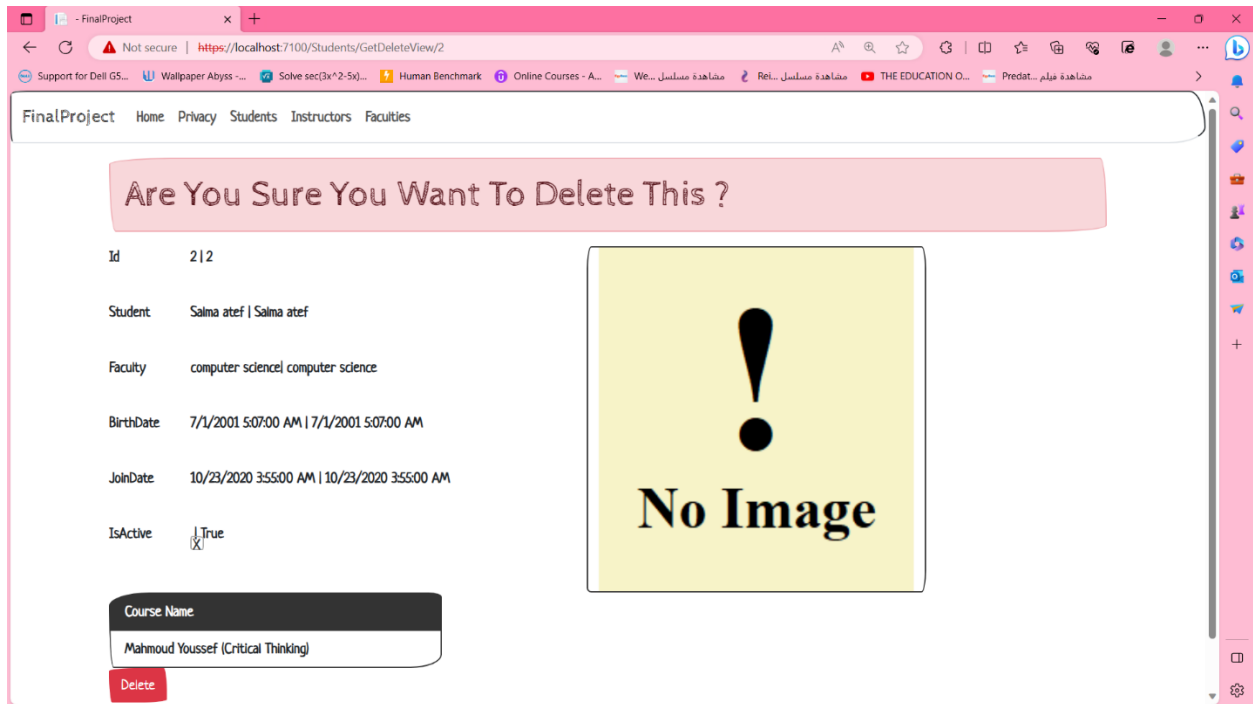 - FinalProject
Not secure | https://localhost:7100/Students/GetDeleteView/2
Support for Dell G5... Wallpaper Abyss -... Solve sec(3x^2-5x)... Human Benchmark Online Courses - A... مشاهدة مسلسل We... مشاهدة مسلسل Rei... THE EDUCATION O... مشاهدة فيلم Predat...
FinalProject Home Privacy Students Instructors Faculties
Are You Sure You Want To Delete This ?
Id 2 | 2
Student Salma atef | Salma atef
Faculty computer science| computer science
BirthDate 7/1/2001 5:07:00 AM | 7/1/2001 5:07:00 AM
JoinDate 10/23/2020 3:55:00 AM | 10/23/2020 3:55:00 AM
IsActive | True
!
No Image
Course Name
Mahmoud Youssef (Critical Thinking)
Delete